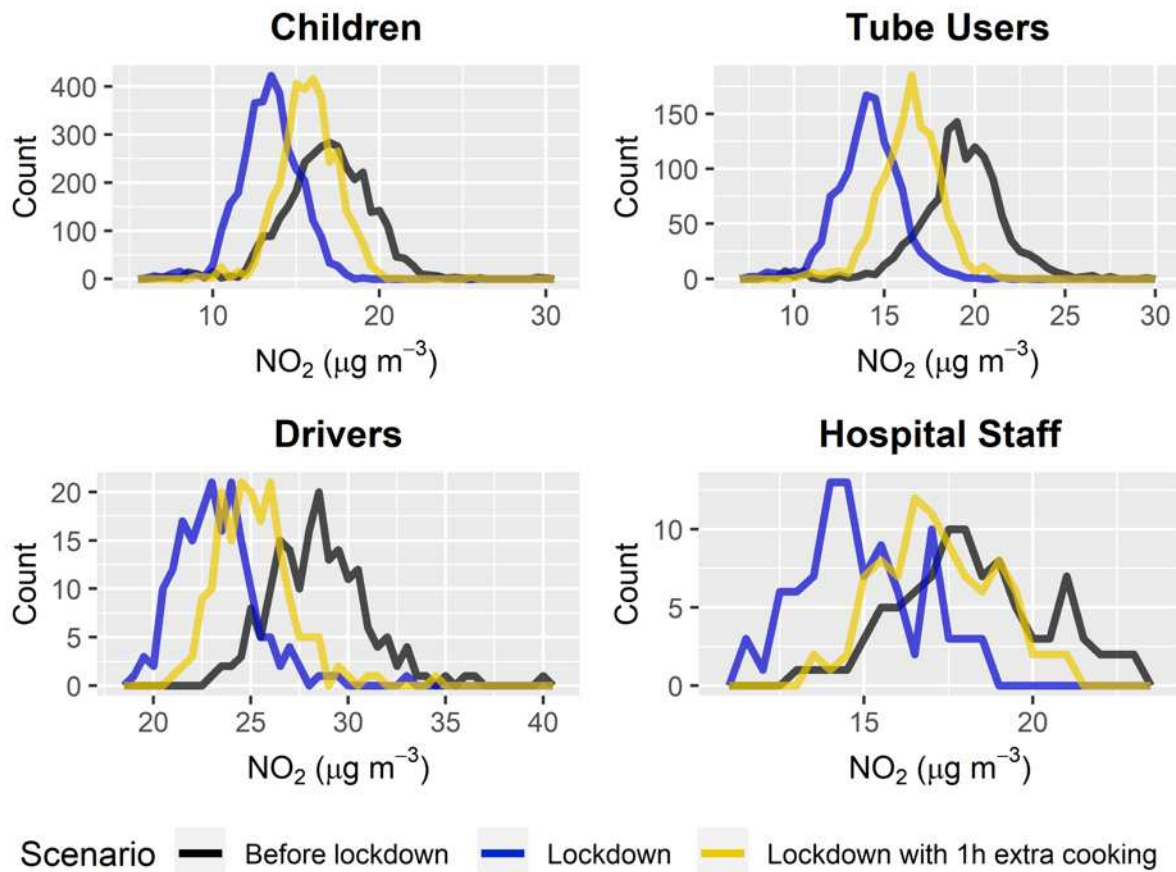 Children
Tube Users
Count
400
300
200
100
0
10
20
30
NO₂ (μg m⁻³)
Count
150
100
50
0
10
15
20
25
30
NO₂ (μg m⁻³)
Drivers
Hospital Staff
Count
20
15
10
5
0
20
25
30
35
40
NO₂ (μg m⁻³)
Count
10
5
0
15
20
NO₂ (μg m⁻³)
Scenario Before lockdown Lockdown Lockdown with 1h extra cooking